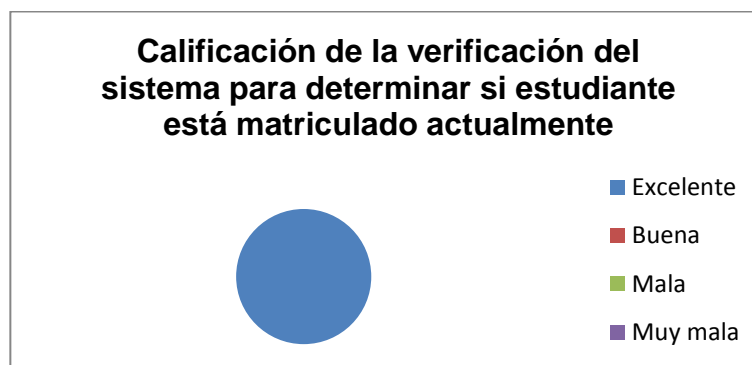 Calificación de la verificación del
sistema para determinar si estudiante
está matriculado actualmente
Excelente
Buena
Mala
Muy mala